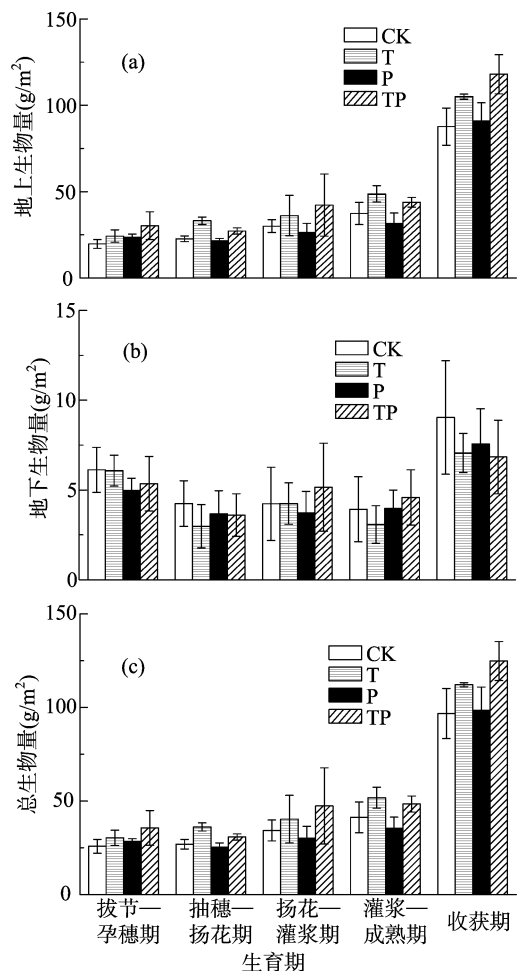 150
100
50
0
地上生物量(g/m²)
(a)
CK
T
P
TP
15
10
5
0
地下生物量(g/m²)
(b)
CK
T
P
TP
150
100
50
0
总生物量(g/m²)
(c)
CK
T
P
TP
拔节—
孕穗期
抽穗—
扬花期
扬花—
灌浆期
灌浆—
成熟期
收获期
生育期